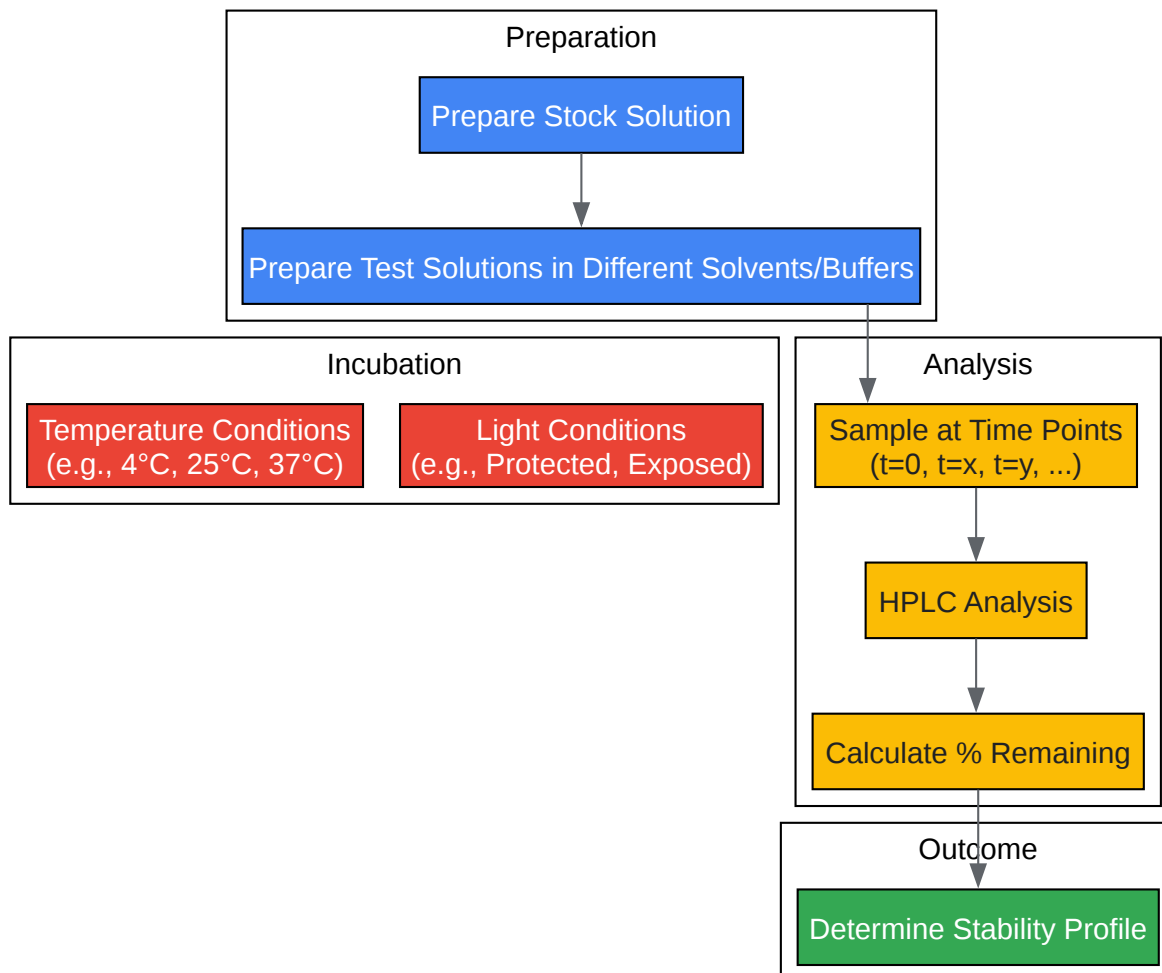 Preparation
Prepare Stock Solution
Prepare Test Solutions in Different Solvents/Buffers
Incubation
Temperature Conditions
(e.g., 4°C, 25°C, 37°C)
Light Conditions
(e.g., Protected, Exposed)
Analysis
Sample at Time Points
(t=0, t=x, t=y, ...)
HPLC Analysis
Calculate % Remaining
Outcome
Determine Stability Profile